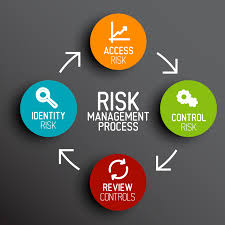 ACCESS
RISK
IDENTITY
RISK
RISK
MANAGEMENT
PROCESS
CONTROL
RISK
REVIEW
CONTROLS